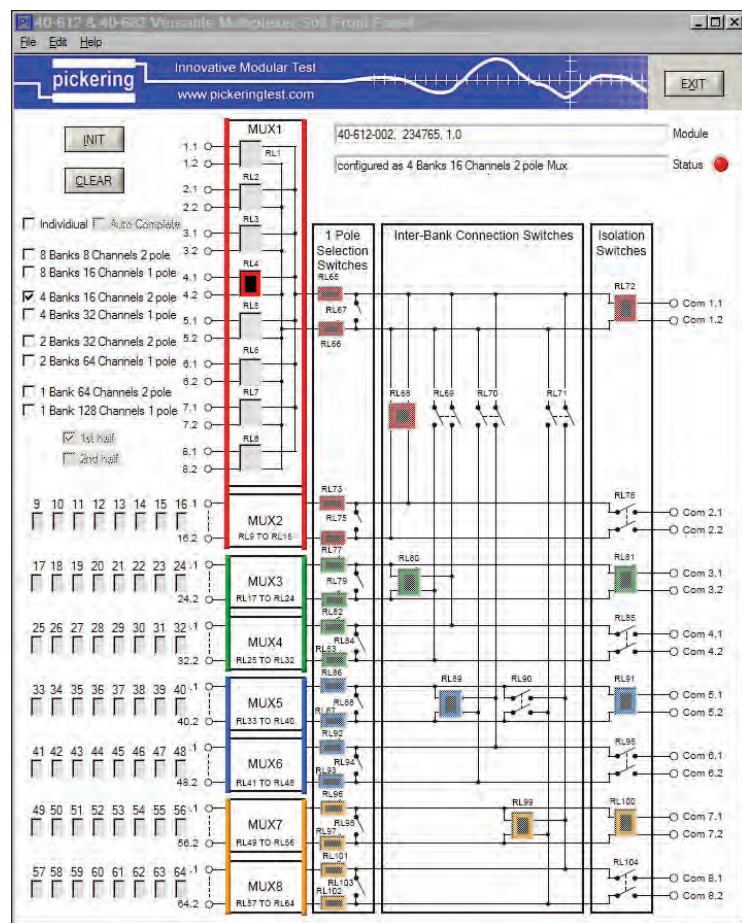 40-612 & 40-682 Versatile Multiplexer Soft Front Panel
File Edit Help
pickering
Innovative Modular Test
www.pickeringtest.com
EXIT
INIT
CLEAR
40-612-002, 234765, 1.0
Module
configured as 4 Banks 16 Channels 2 pole Mux
Status
Individual Auto Complete
8 Banks 8 Channels 2 pole
8 Banks 16 Channels 1 pole
4 Banks 16 Channels 2 pole
4 Banks 32 Channels 1 pole
2 Banks 32 Channels 2 pole
2 Banks 64 Channels 1 pole
1 Bank 64 Channels 2 pole
1 Bank 128 Channels 1 pole
1st half
2nd half
MUX1
1.1
RL1
1.2
RL2
2.1
2.2
RL3
3.1
3.2
RL4
4.1
4.2
RL5
5.1
5.2
RL6
6.1
6.2
RL7
7.1
7.2
RL8
8.1
8.2
1 Pole Selection Switches
Inter-Bank Connection Switches
Isolation Switches
RL65
RL67
RL66
RL72
Com 1.1
Com 1.2
RL68 RL69 RL70 RL71
9 10 11 12 13 14 15 16 .1
16.2
MUX2
RL9 TO RL16
RL73
RL75
RL76
Com 2.1
Com 2.2
17 18 19 20 21 22 23 24 .1
24.2
MUX3
RL17 TO RL24
RL77
RL79
RL80
RL81
Com 3.1
Com 3.2
25 26 27 28 29 30 31 32 .1
32.2
MUX4
RL25 TO RL32
RL82
RL84
RL83
RL85
Com 4.1
Com 4.2
33 34 35 36 37 38 39 40 .1
40.2
MUX5
RL33 TO RL40
RL86
RL88
RL87
RL89
RL90
RL91
Com 5.1
Com 5.2
41 42 43 44 45 46 47 48 .1
48.2
MUX6
RL41 TO RL48
RL92
RL94
RL93
RL95
Com 6.1
Com 6.2
49 50 51 52 53 54 55 56 .1
56.2
MUX7
RL49 TO RL56
RL96
RL98
RL97
RL99
RL100
Com 7.1
Com 7.2
57 58 59 60 61 62 63 64 .1
64.2
MUX8
RL57 TO RL64
RL101
RL103
RL102
RL104
Com 8.1
Com 8.2